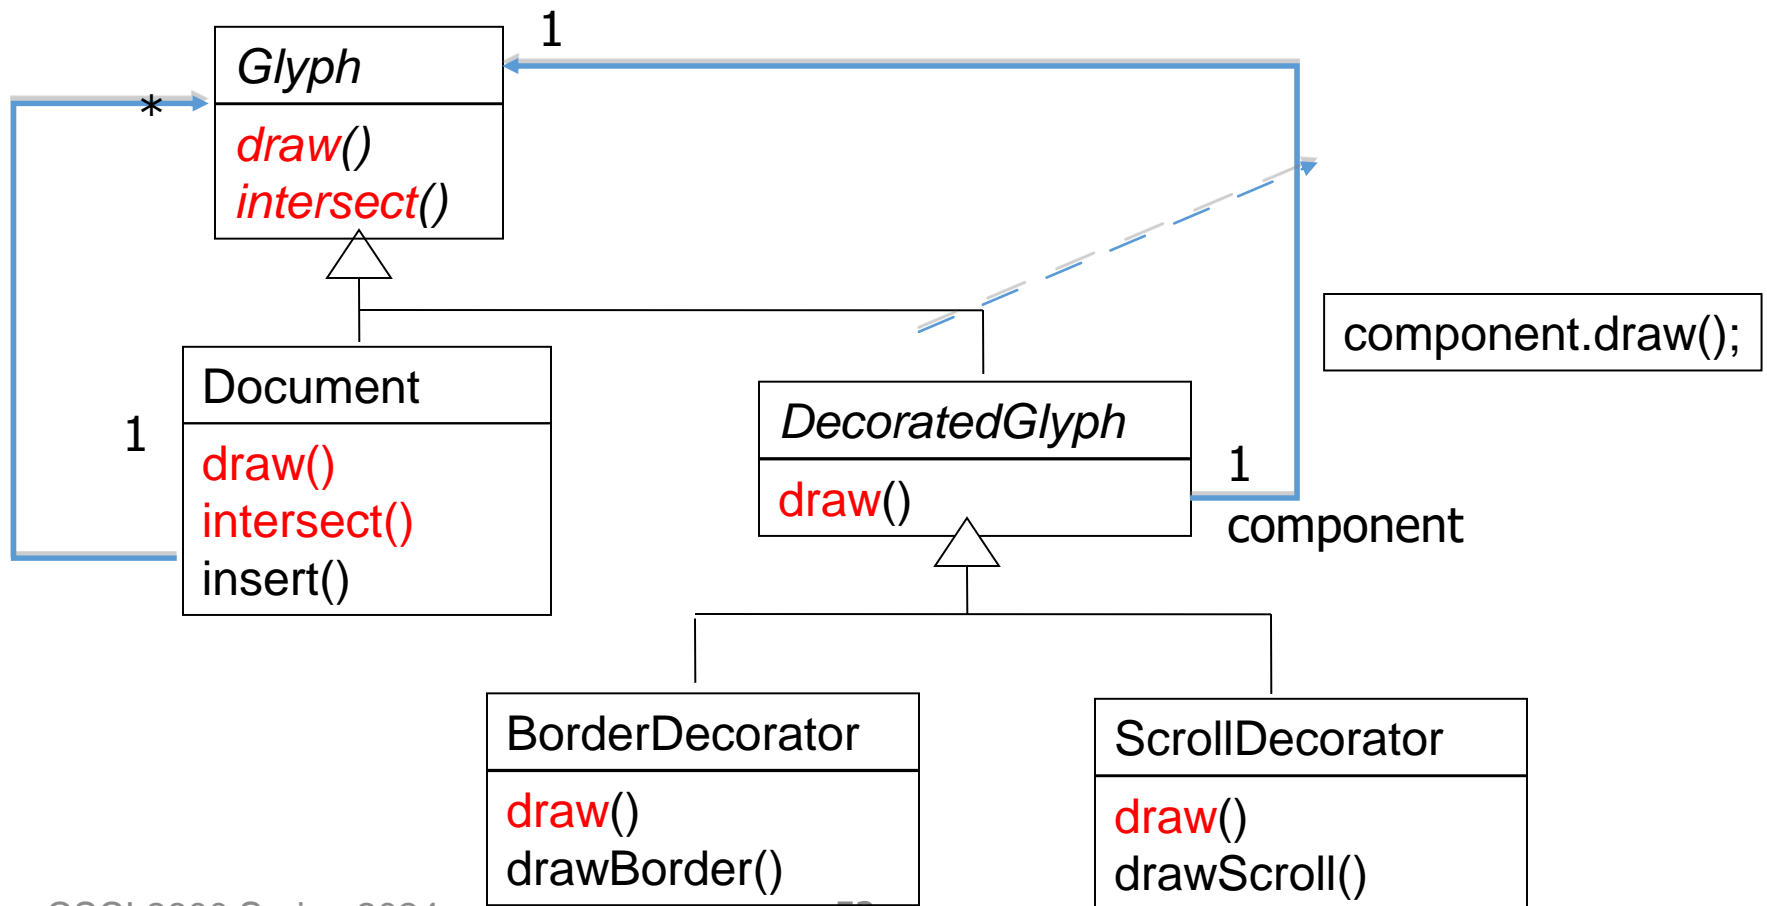 1
Glyph
*
draw()
intersect()
component.draw();
Document
1
draw()
intersect()
insert()
DecoratedGlyph
draw()
1
component
BorderDecorator
draw()
drawBorder()
ScrollDecorator
draw()
drawScroll()